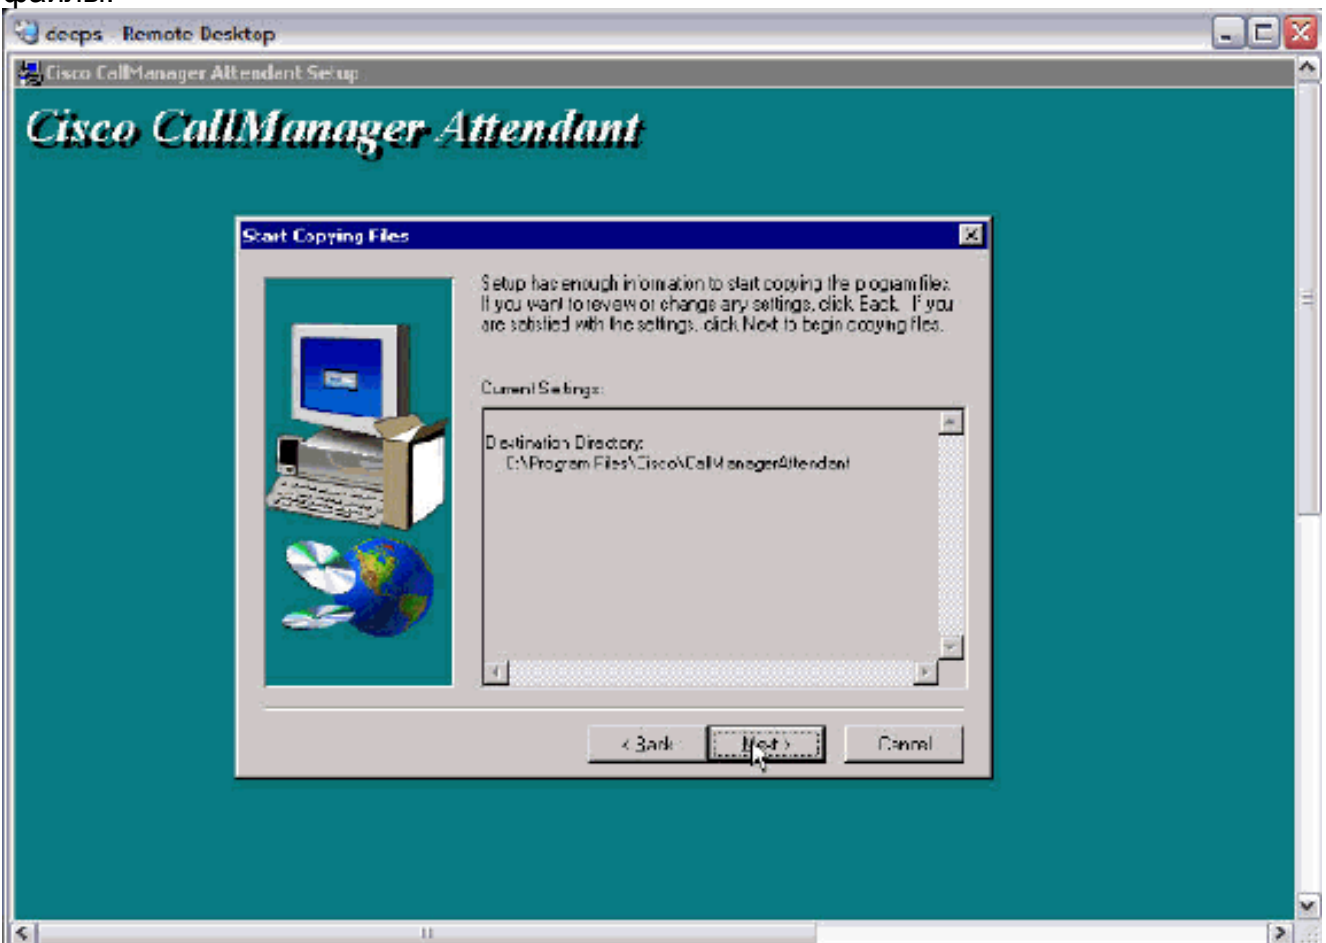 файлы.
deeps - Remote Desktop
Cisco CallManager Attendant Setup
Cisco CallManager Attendant
Start Copying Files
Setup has enough information to start copying the program files.
If you want to review or change any settings, click Back. If you
are satisfied with the settings, click Next to begin copying files.
Current Settings:
Destination Directory:
C:\Program Files\Cisco\CallManagerAttendant
< Back
Next >
Cancel